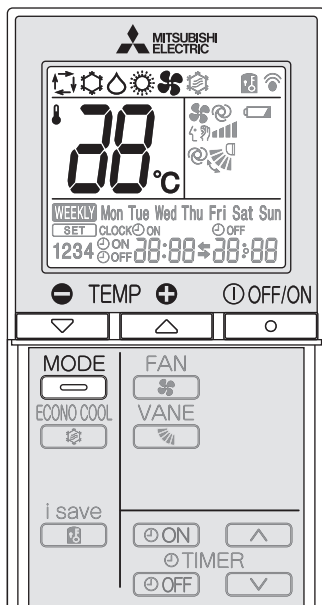 MITSUBISHI
ELECTRIC
88°C
WEEKLY Mon Tue Wed Thu Fri Sat Sun
SET CLOCK ON OFF
1234 ON OFF 88:88 88:88
TEMP OFF/ON
MODE FAN
ECONO COOL VANE
i save
ON
TIMER
OFF